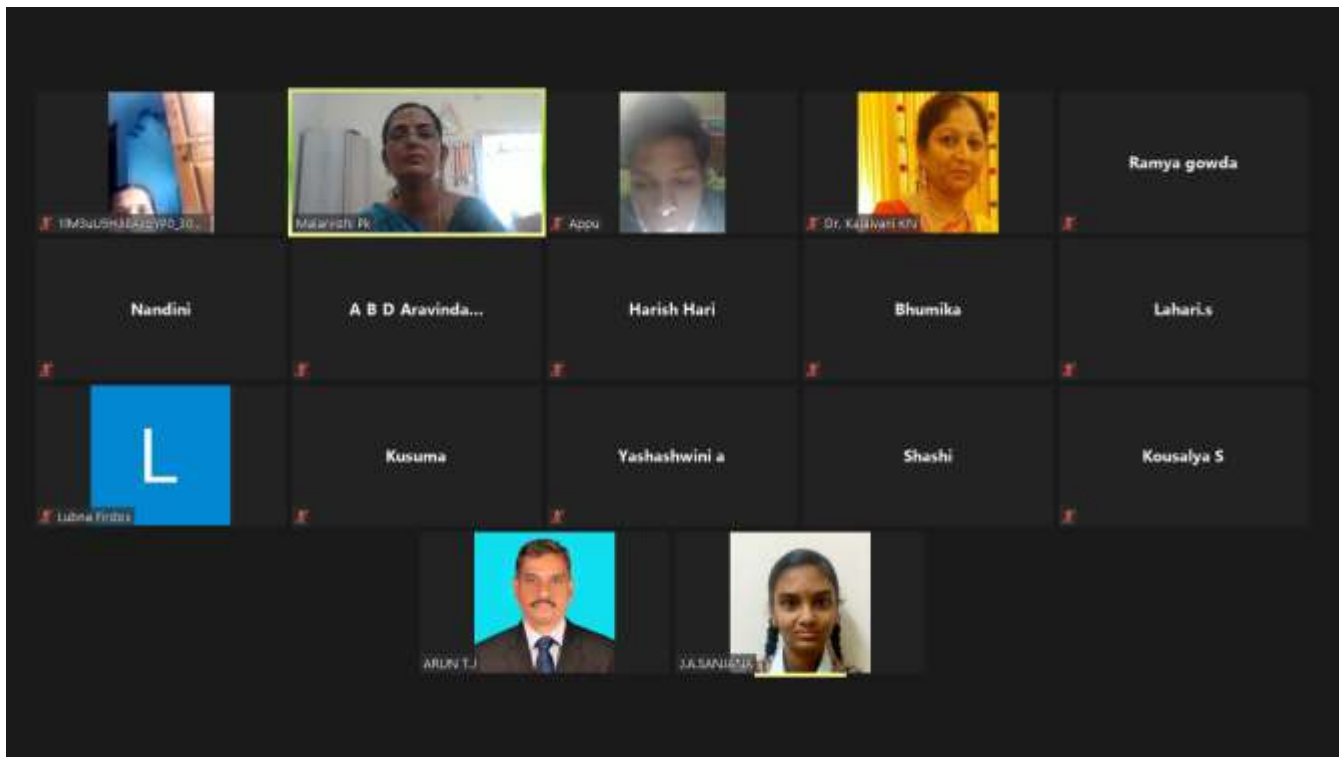 Malarvizhi Pk
Appu
Dr. Kalaivani KN
Ramya gowda
Nandini
A B D Aravinda...
Harish Hari
Bhumika
Lahari.s
L
Lubna Firdos
Kusuma
Yashashwini a
Shashi
Kousalya S
ARUN T.J
J.A.SANJANA